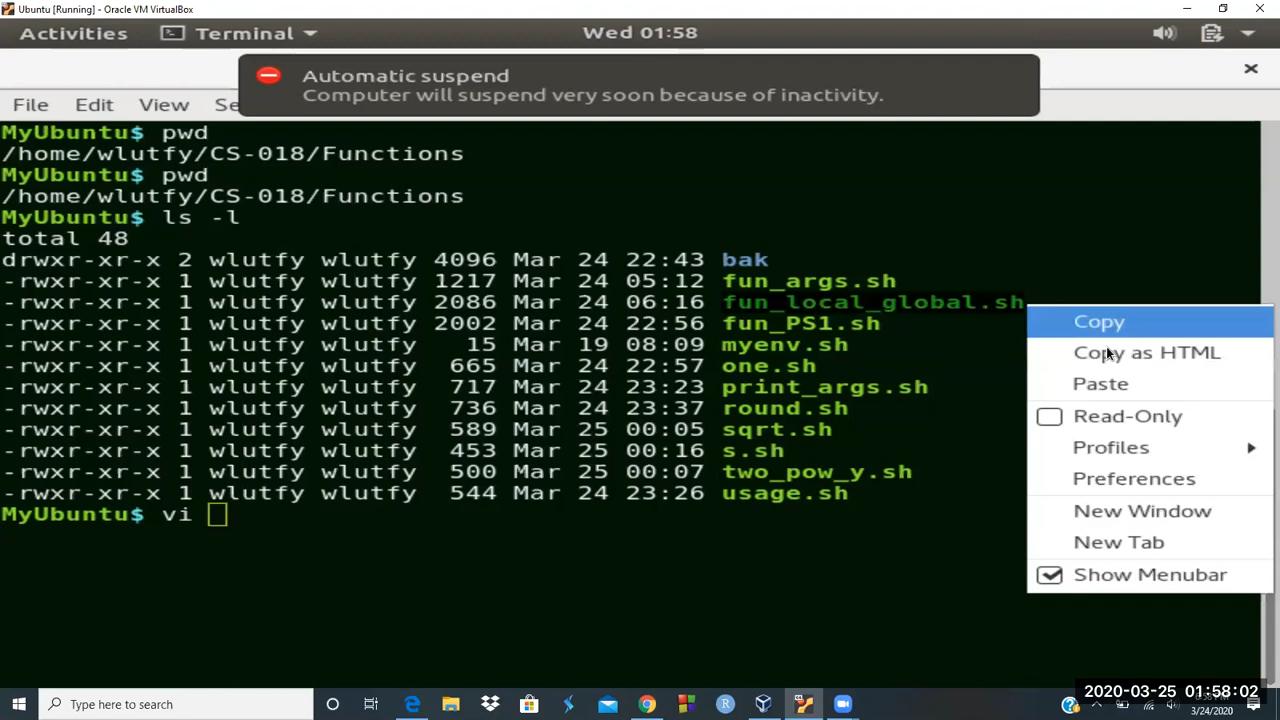 Ubuntu [Running] - Oracle VM VirtualBox
Activities Terminal Wed 01:58
Automatic suspend
Computer will suspend very soon because of inactivity.
File Edit View
MyUbuntu$ pwd
/home/wlutfy/CS-018/Functions
MyUbuntu$ pwd
/home/wlutfy/CS-018/Functions
MyUbuntu$ ls -l
total 48
drwxr-xr-x 2 wlutfy wlutfy 4096 Mar 24 22:43 bak
-rwxr-xr-x 1 wlutfy wlutfy 1217 Mar 24 05:12 fun_args.sh
-rwxr-xr-x 1 wlutfy wlutfy 2086 Mar 24 06:16 fun_local_global.sh
-rwxr-xr-x 1 wlutfy wlutfy 2002 Mar 24 22:56 fun_PS1.sh
-rwxr-xr-x 1 wlutfy wlutfy 15 Mar 19 08:09 myenv.sh
-rwxr-xr-x 1 wlutfy wlutfy 665 Mar 24 22:57 one.sh
-rwxr-xr-x 1 wlutfy wlutfy 717 Mar 24 23:23 print_args.sh
-rwxr-xr-x 1 wlutfy wlutfy 736 Mar 24 23:37 round.sh
-rwxr-xr-x 1 wlutfy wlutfy 589 Mar 25 00:05 sqrt.sh
-rwxr-xr-x 1 wlutfy wlutfy 453 Mar 25 00:16 s.sh
-rwxr-xr-x 1 wlutfy wlutfy 500 Mar 25 00:07 two_pow_y.sh
-rwxr-xr-x 1 wlutfy wlutfy 544 Mar 24 23:26 usage.sh
MyUbuntu$ vi
Copy
Copy as HTML
Paste
Read-Only
Profiles
Preferences
New Window
New Tab
Show Menubar
Type here to search
2020-03-25 01:58:02
3/24/2020